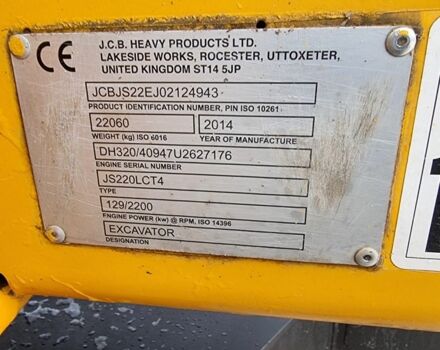 CE
J.C.B. HEAVY PRODUCTS LTD.
LAKESIDE WORKS, ROCESTER, UTTOXETER,
UNITED KINGDOM ST14 5JP
JCBJS22EJ02124943
PRODUCT IDENTIFICATION NUMBER, PIN ISO 10261
22060 2014
WEIGHT (kg) ISO 6016 YEAR OF MANUFACTURE
DH320/40947U2627176
ENGINE SERIAL NUMBER
JS220LCT4
TYPE
129/2200
ENGINE POWER (kw) @ RPM, ISO 14396
EXCAVATOR
DESIGNATION